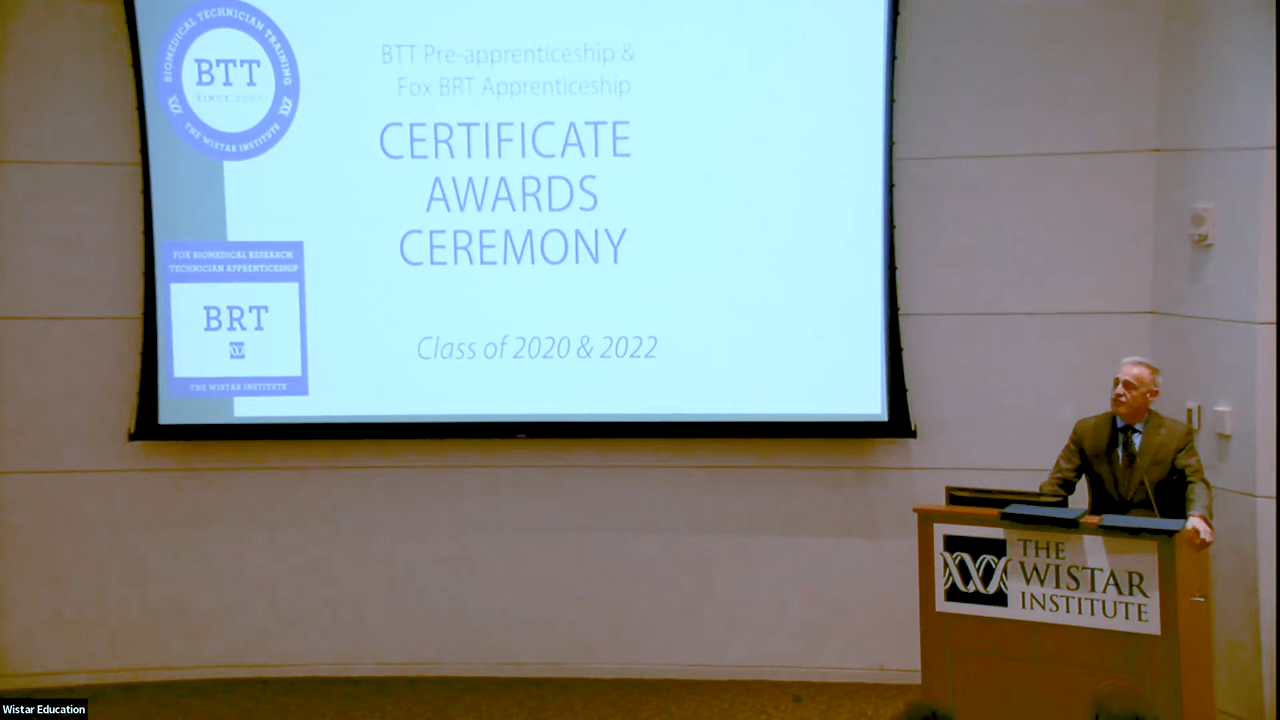 BIOMEDICAL TECHNICIAN TRAINING
BTT
SINCE 2000
THE WISTAR INSTITUTE
BTT Pre-apprenticeship &
Fox BRT Apprenticeship
CERTIFICATE
AWARDS
CEREMONY
Class of 2020 & 2022
FOX BIOMEDICAL RESEARCH
TECHNICIAN APPRENTICESHIP
BRT
THE WISTAR INSTITUTE
THE
WISTAR
INSTITUTE
Wistar Education